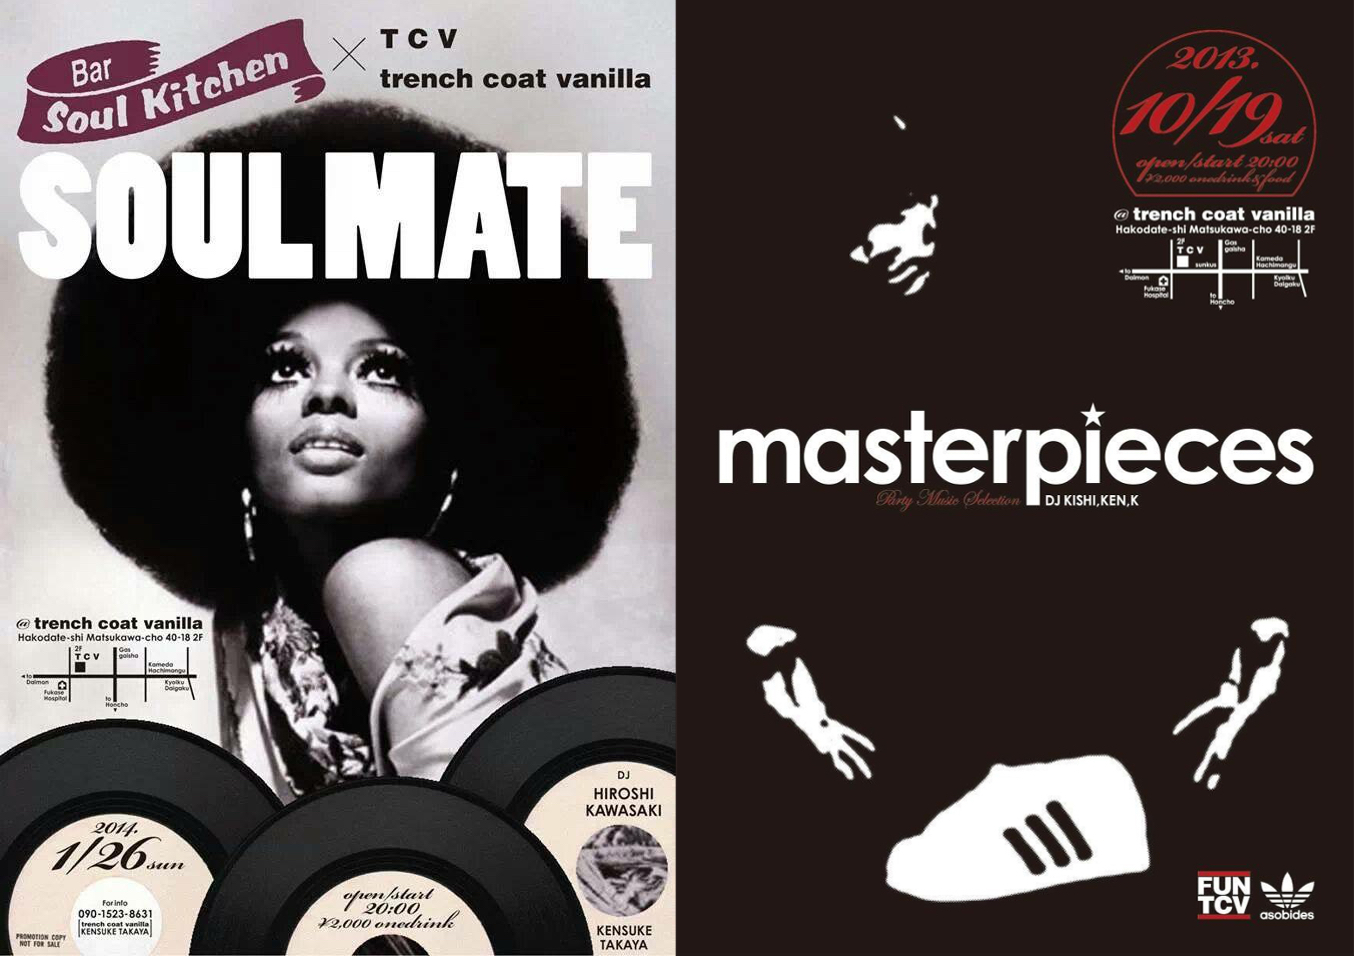 Bar
Soul Kitchen
TCV
trench coat vanilla
SOUL MATE
@ trench coat vanilla
Hakodate-shi Matsukawa-cho 40-18 2F
2F
TCV
Gas
gaisha
Kameda
Hachimangu
to
Daimon
Fukase
Hospital
to
Honcho
Kyoiku
Daigaku
2014.
1/26 sun
For info
090-1523-8631
[trench coat vanilla]
[KENSUKE TAKAYA]
PROMOTION COPY
NOT FOR SALE
open/start
20:00
¥2,000 onedrink
DJ
HIROSHI
KAWASAKI
KENSUKE
TAKAYA
2013.
10/19 sat
open/start 20:00
¥2,000 onedrink&food
@ trench coat vanilla
Hakodate-shi Matsukawa-cho 40-18 2F
2F
TCV
sunkus
Gas
gaisha
Kameda
Hachimangu
to
Daimon
Fukase
Hospital
to
Honcho
Kyoiku
Daigaku
masterpieces
Party Music Selection DJ KISHI,KEN,K
FUN
TCV
asobides